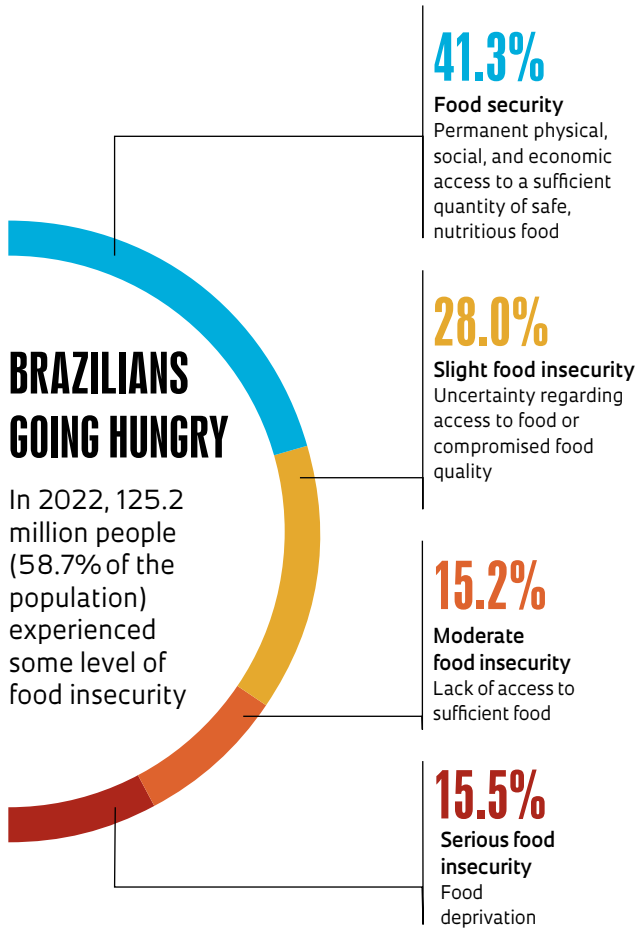 BRAZILIANS
GOING HUNGRY
In 2022, 125.2
million people
(58.7% of the
population)
experienced
some level of
food insecurity
41.3%
Food security
Permanent physical,
social, and economic
access to a sufficient
quantity of safe,
nutritious food
28.0%
Slight food insecurity
Uncertainty regarding
access to food or
compromised food
quality
15.2%
Moderate
food insecurity
Lack of access to
sufficient food
15.5%
Serious food
insecurity
Food
deprivation